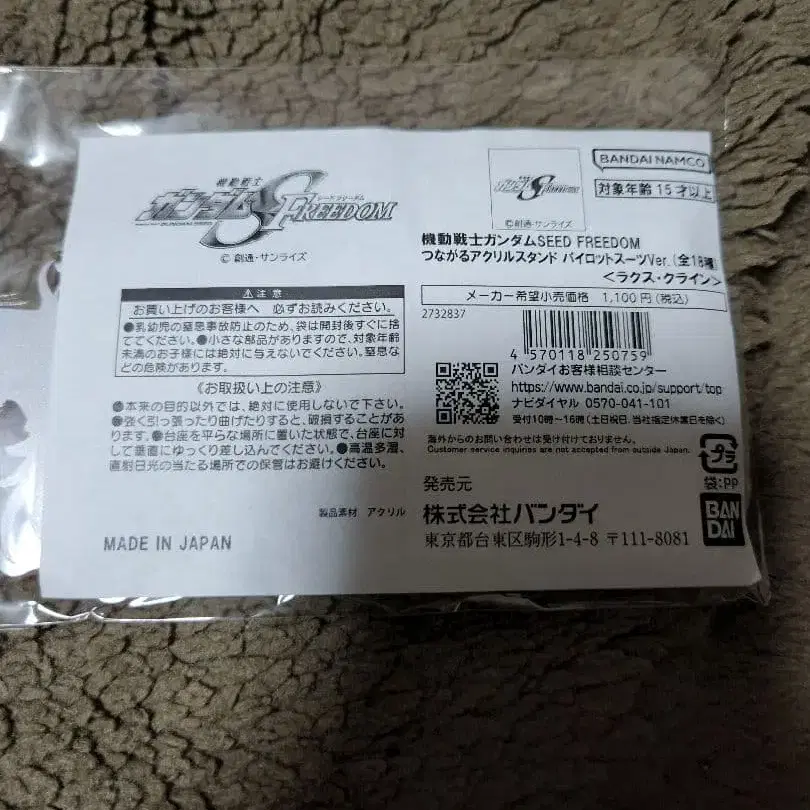 機動戦士
ガンダムSEED FREEDOM
シードフリーダム
© 創通・サンライズ
⚠注意
お買い上げのお客様へ 必ずお読みください。
●乳幼児の窒息事故防止のため、袋は開封後すぐに捨
ててください。●小さな部品がありますので、対象年齢
未満のお子様には絶対に与えないでください。窒息など
の危険があります。
《お取扱い上の注意》
●本来の目的以外では、絶対に使用しないで下さい。
●強く引っ張ったり曲げたりすると、破損することがあ
ります。●台座を平らな場所に置いた状態で、台座に対
して垂直にゆっくり差し込んでください。●高温多湿、
直射日光の当たる場所での保管はお避けください。
製品素材 アクリル
MADE IN JAPAN
FREEDOM
©創通・サンライズ
BANDAI NAMCO
対象年齢 15才以上
機動戦士ガンダムSEED FREEDOM
つながるアクリルスタンド パイロットスーツVer.(全18種)
<ラクス・クライン>
メーカー希望小売価格 1,100円(税込)
2732837
4 570118 250759
バンダイお客様相談センター
https://www.bandai.co.jp/support/top
ナビダイヤル 0570-041-101
受付10時～16時(土日祝日、当社指定休業日を除く)
海外からのお問い合わせは受け付けておりません。
Customer service inquiries are not accepted from outside Japan.
プラ
袋:PP
発売元
株式会社バンダイ
東京都台東区駒形1-4-8 〒111-8081
BAN
DAI